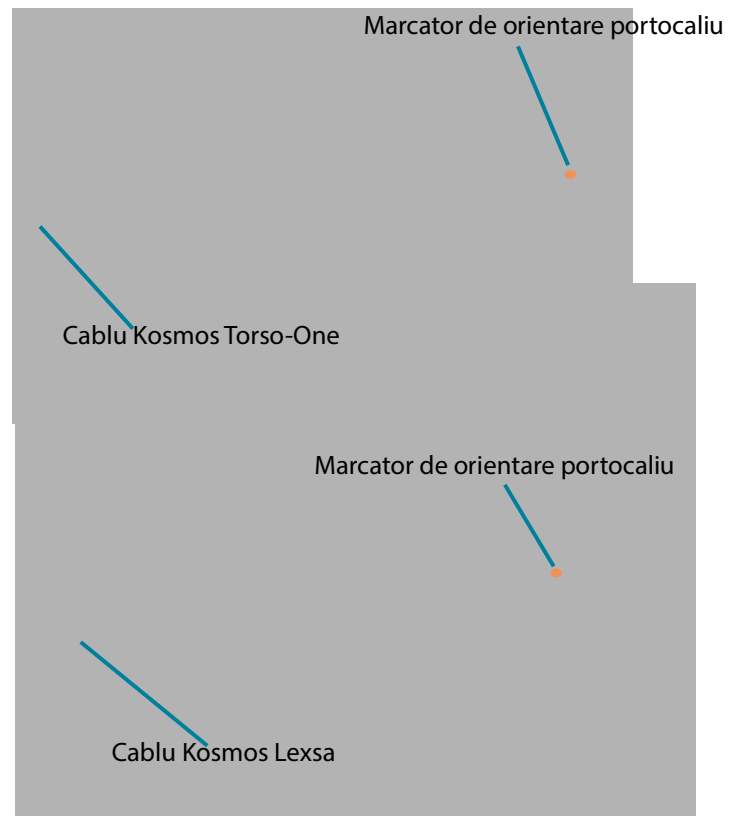 Marcator de orientare portocaliu
Cablu Kosmos Torso-One
Marcator de orientare portocaliu
Cablu Kosmos Lexsa